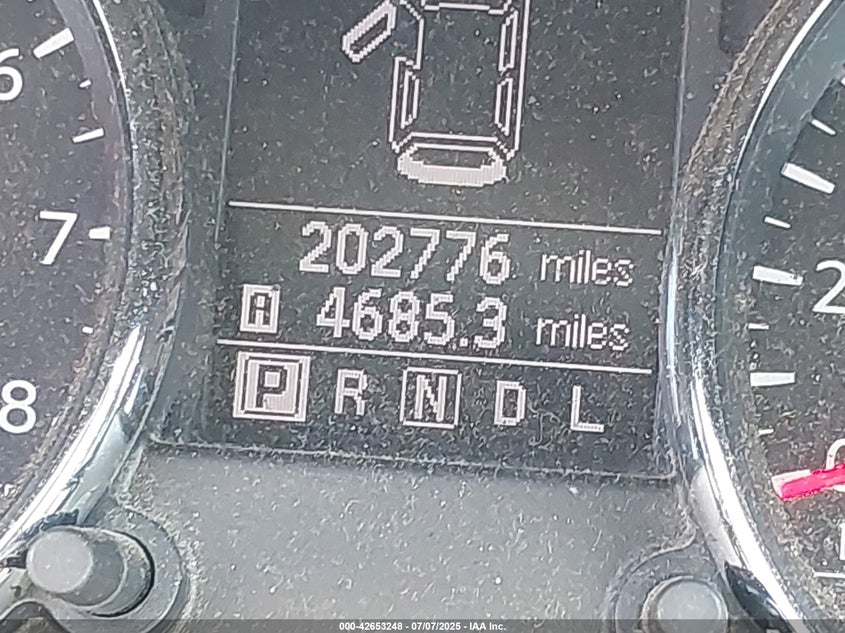 6
7
8
202776 miles
A 4685.3 miles
P R N D L
2
000-42653248 - 07/07/2025 - IAA Inc.